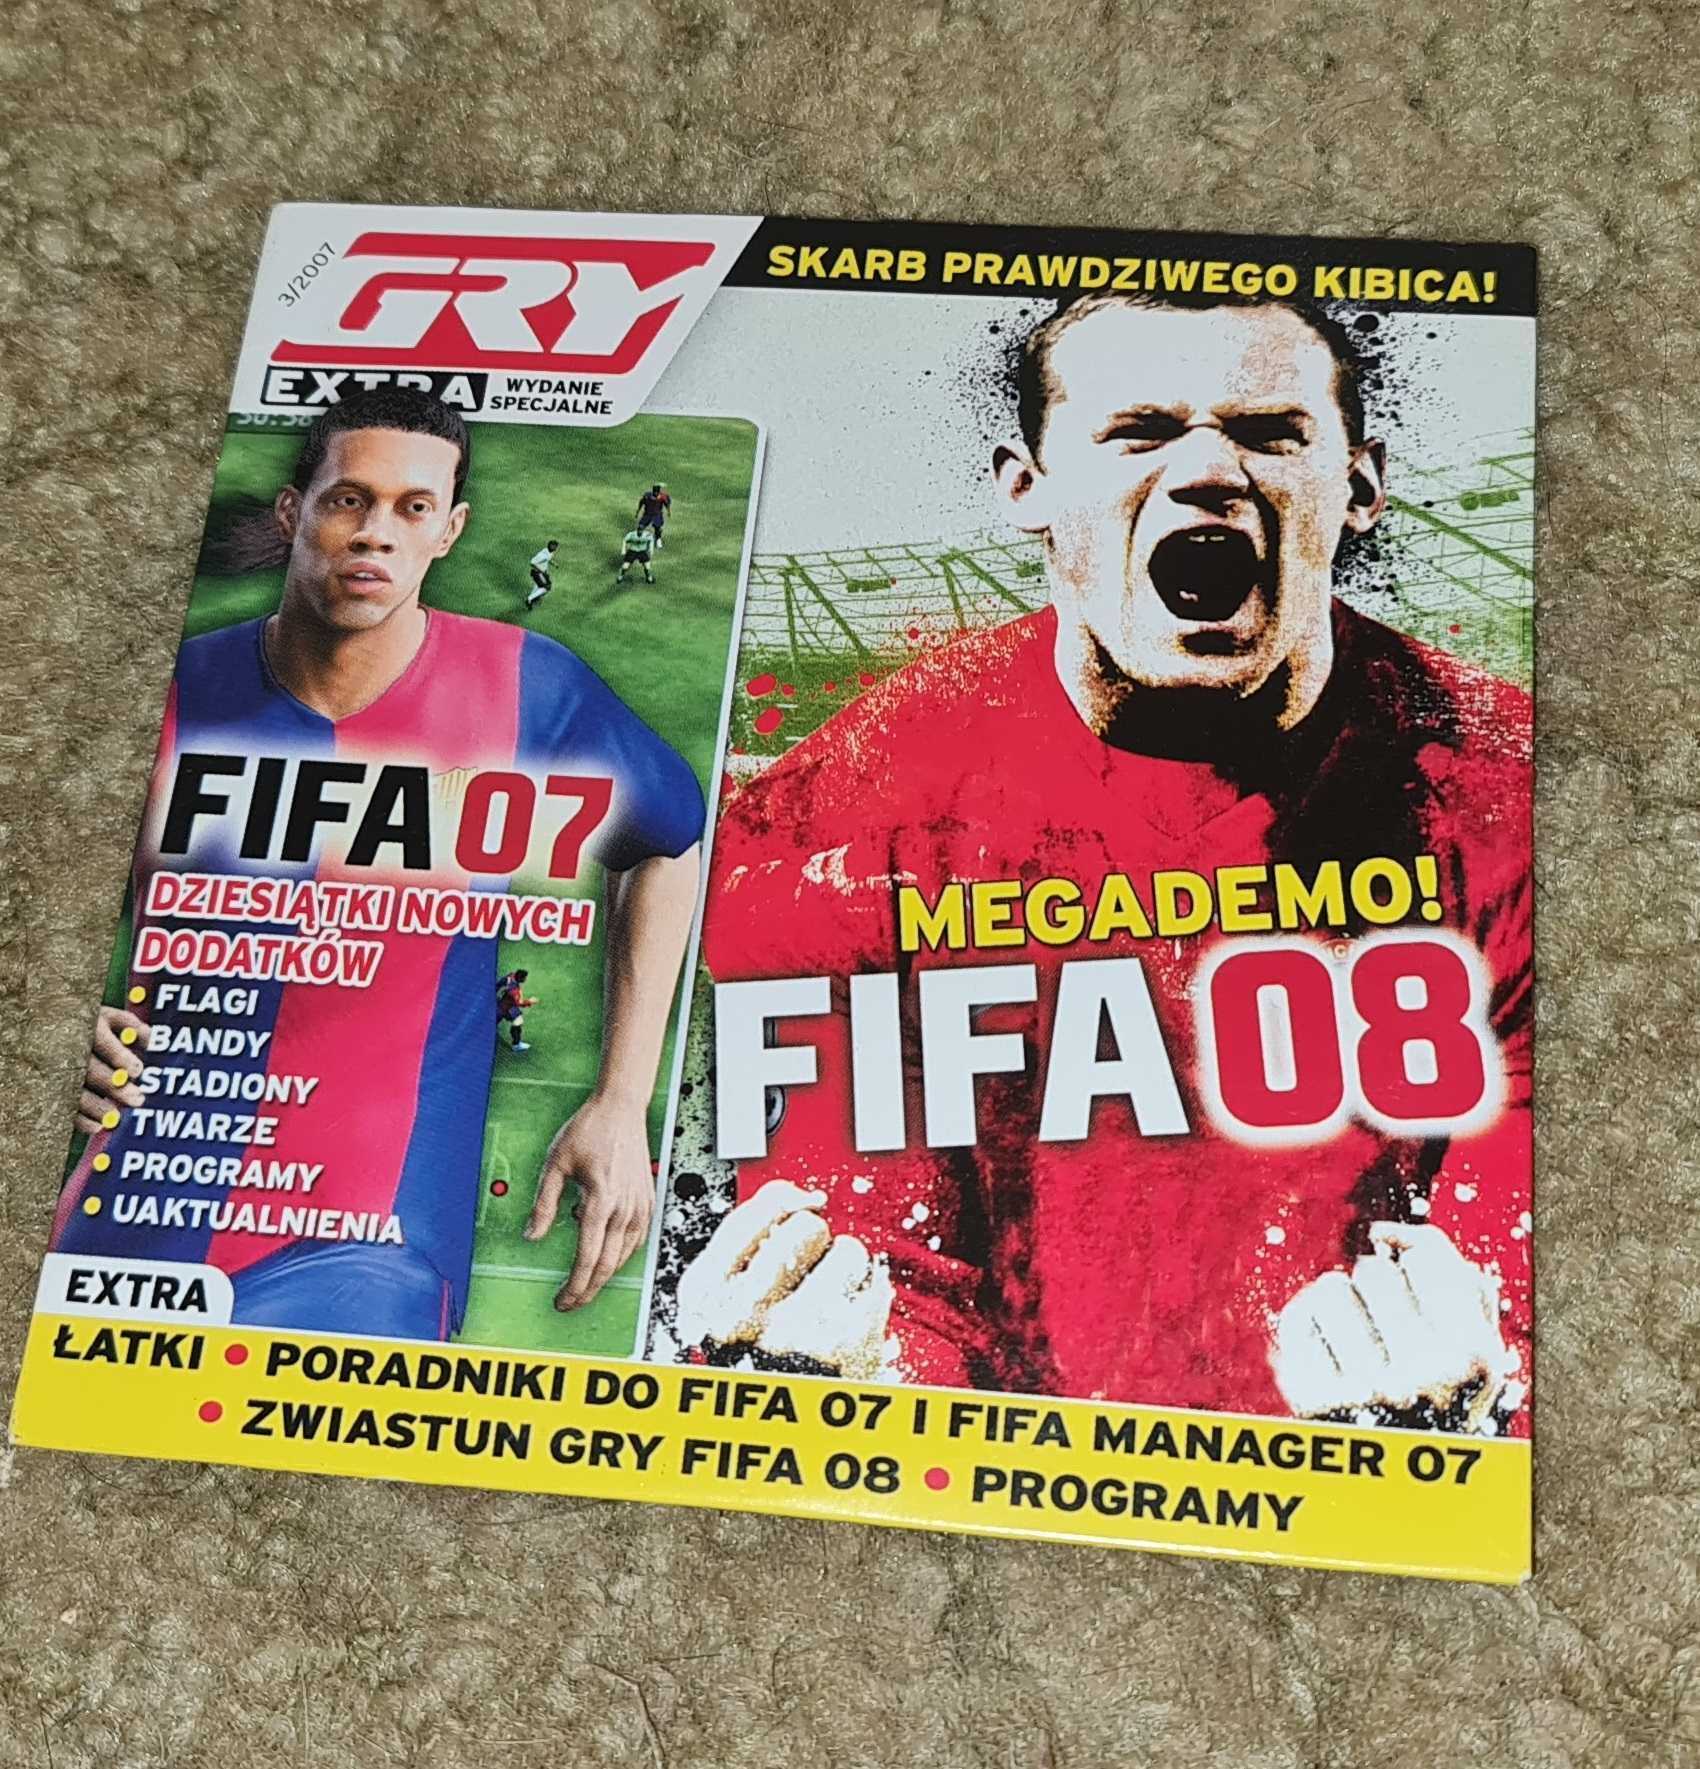 3/2007
GRY
EXTRA
WYDANIE
SPECJALNE
SKARB PRAWDZIWEGO KIBICA!
FIFA 07
DZIESIĄTKI NOWYCH
DODATKÓW
• FLAGI
• BANDY
• STADIONY
• TWARZE
• PROGRAMY
• UAKTUALNIENIA
MEGADEMO!
FIFA 08
EXTRA
ŁATKI • PORADNIKI DO FIFA 07 I FIFA MANAGER 07
• ZWIASTUN GRY FIFA 08 • PROGRAMY